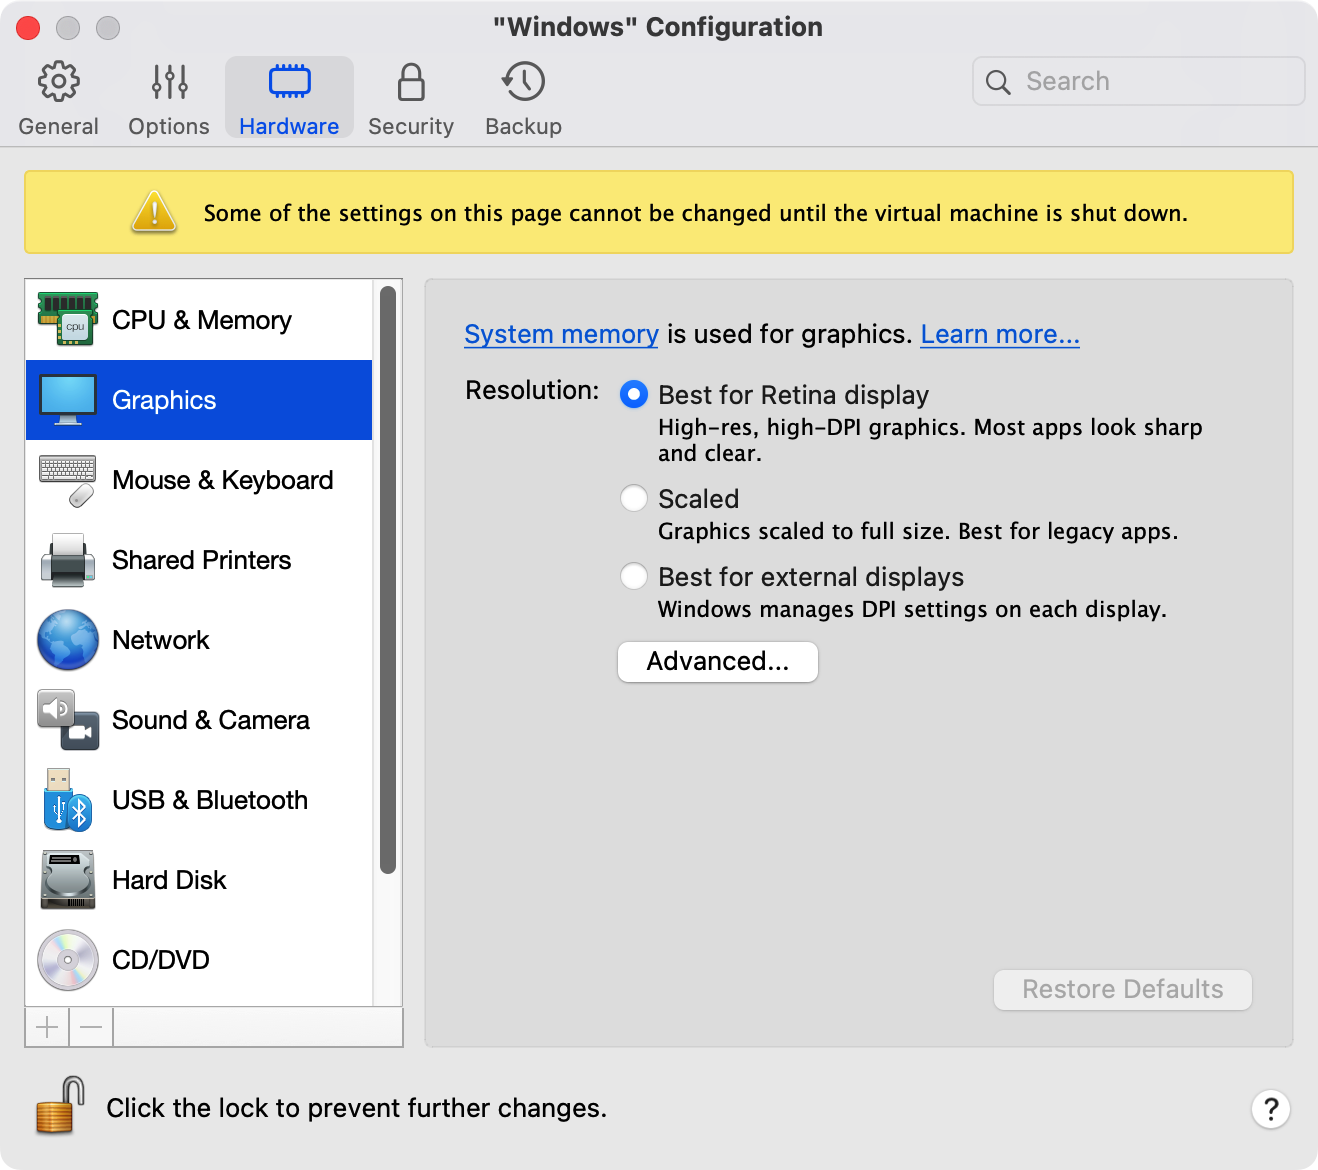 "Windows" Configuration
General
Options
Hardware
Security
Backup
Search
Some of the settings on this page cannot be changed until the virtual machine is shut down.
cpu
CPU & Memory
Graphics
Mouse & Keyboard
Shared Printers
Network
Sound & Camera
USB & Bluetooth
Hard Disk
CD/DVD
System memory is used for graphics. Learn more...
Resolution:
Best for Retina display
High-res, high-DPI graphics. Most apps look sharp
and clear.
Scaled
Graphics scaled to full size. Best for legacy apps.
Best for external displays
Windows manages DPI settings on each display.
Advanced...
Restore Defaults
Click the lock to prevent further changes.
?